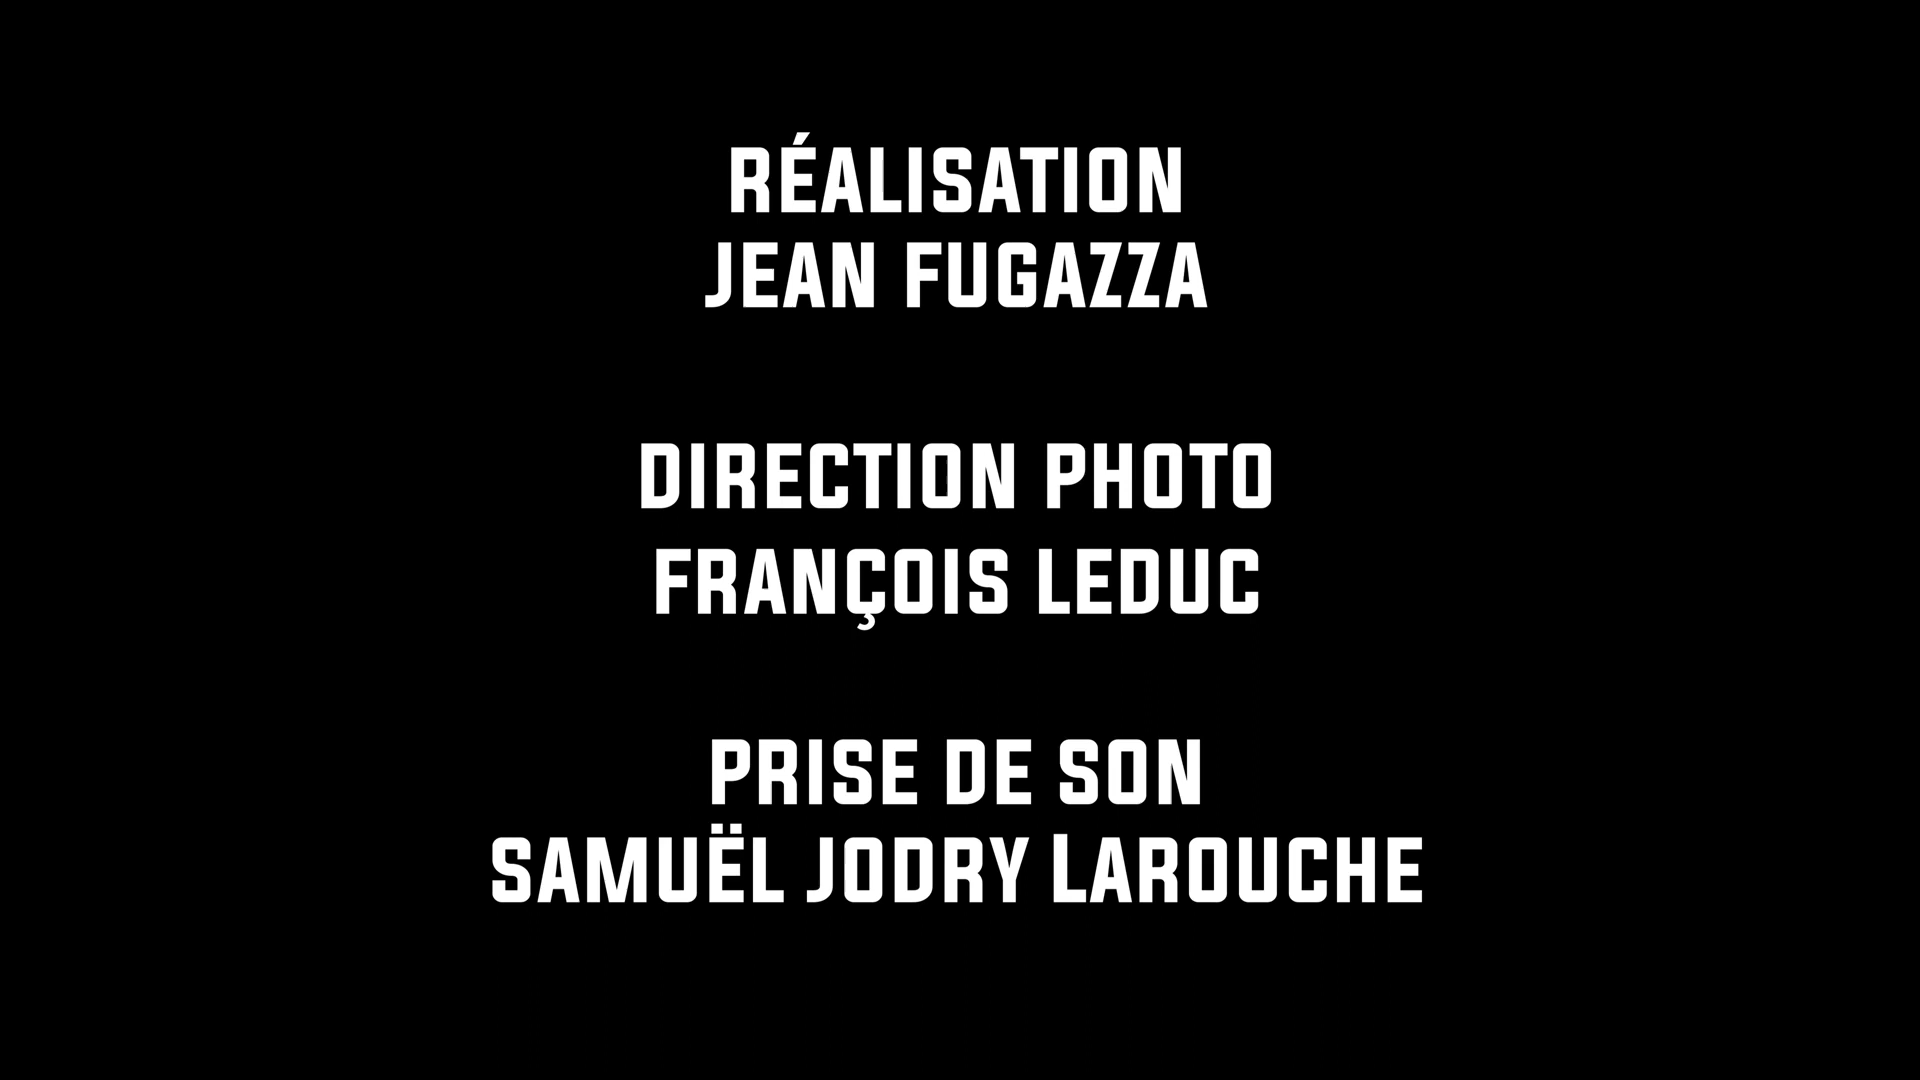 RÉALISATION
JEAN FUGAZZA
DIRECTION PHOTO
FRANÇOIS LEDUC
PRISE DE SON
SAMUËL JODRY LAROUCHE